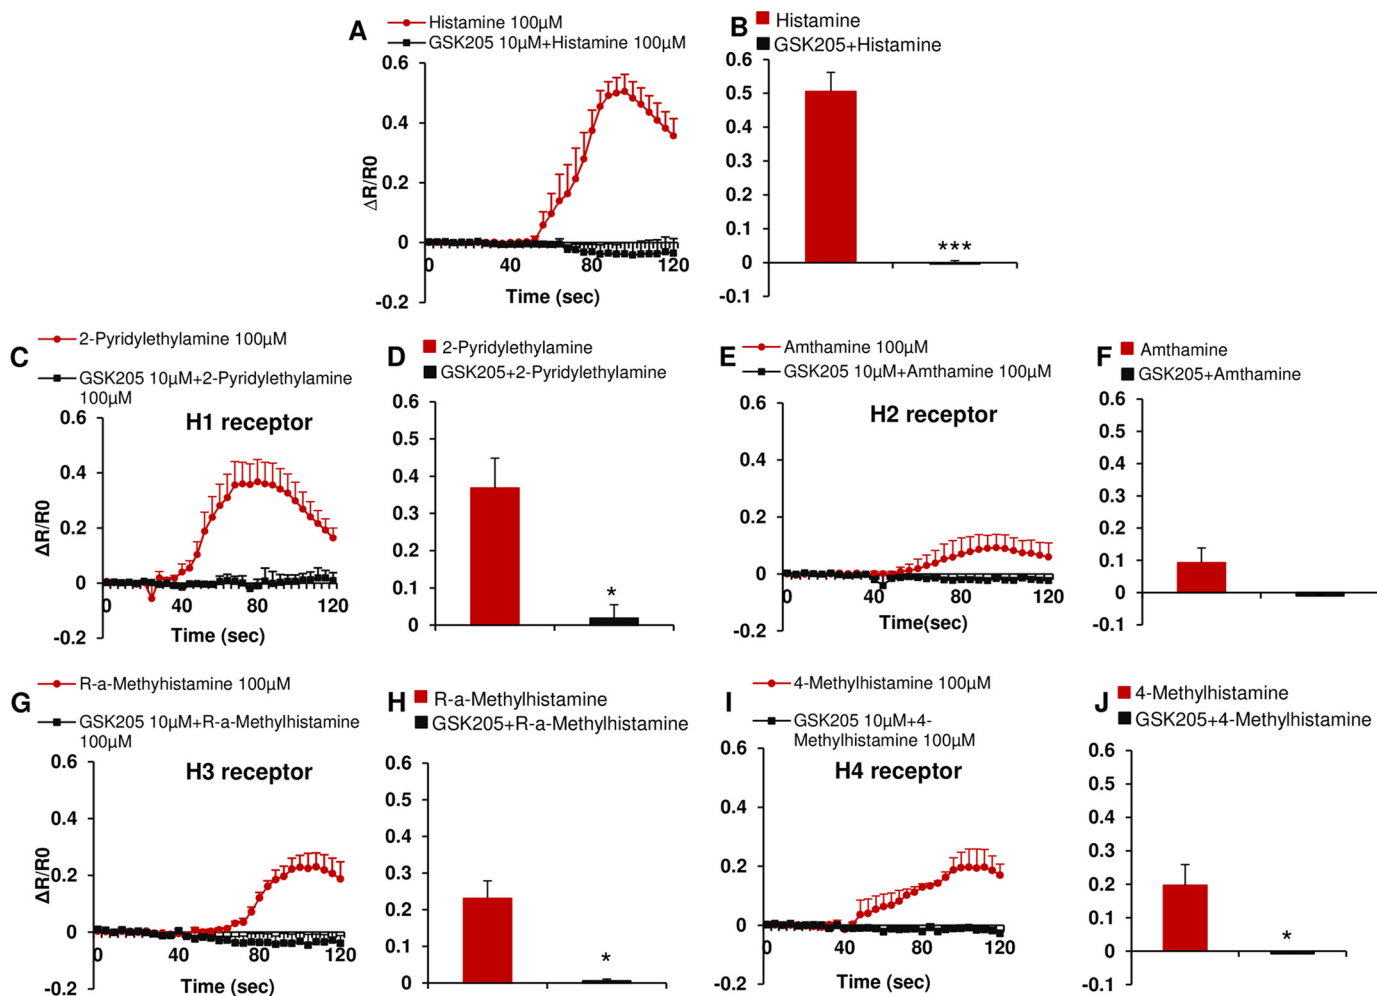 A
Histamine 100µM
GSK205 10µM+Histamine 100µM
0.6
0.4
0.2
0
-0.2
ΔR/R0
0 40 80 120
Time (sec)
B
Histamine
GSK205+Histamine
0.6
0.5
0.4
0.3
0.2
0.1
0
-0.1
***
C
2-Pyridylethylamine 100µM
GSK205 10µM+2-Pyridylethylamine
100µM
H1 receptor
0.6
0.4
0.2
0
-0.2
ΔR/R0
0 40 80 120
Time (sec)
D
2-Pyridylethylamine
GSK205+2-Pyridylethylamine
0.6
0.5
0.4
0.3
0.2
0.1
0
*
E
Amthamine 100µM
GSK205 10µM+Amthamine 100µM
H2 receptor
0.6
0.4
0.2
0
-0.2
0 40 80 120
Time(sec)
F
Amthamine
GSK205+Amthamine
0.6
0.5
0.4
0.3
0.2
0.1
0
-0.1
G
R-a-Methyhistamine 100µM
GSK205 10µM+R-a-Methylhistamine
100µM
H3 receptor
0.6
0.4
0.2
0
-0.2
ΔR/R0
0 40 80 120
Time (sec)
H
R-a-Methylhistamine
GSK205+R-a-Methylhistamine
0.6
0.5
0.4
0.3
0.2
0.1
0
*
I
4-Methylhistamine 100µM
GSK205 10µM+4-
Methylhistamine 100µM
H4 receptor
0.6
0.4
0.2
0
-0.2
0 40 80 120
Time (sec)
J
4-Methylhistamine
GSK205+4-Methylhistamine
0.6
0.5
0.4
0.3
0.2
0.1
0
-0.1
*